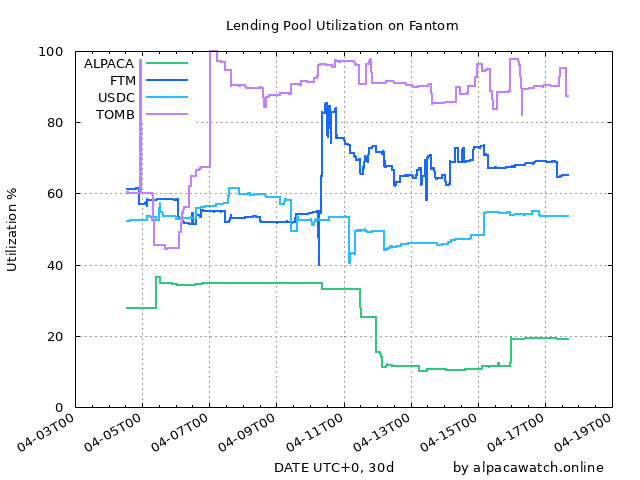 Lending Pool Utilization on Fantom
100
80
60
40
20
0
Utilization %
ALPACA
FTM
USDC
TOMB
04-03T00
04-05T00
04-07T00
04-09T00
04-11T00
04-13T00
04-15T00
04-17T00
04-19T00
DATE UTC+0, 30d
by alpacawatch.online